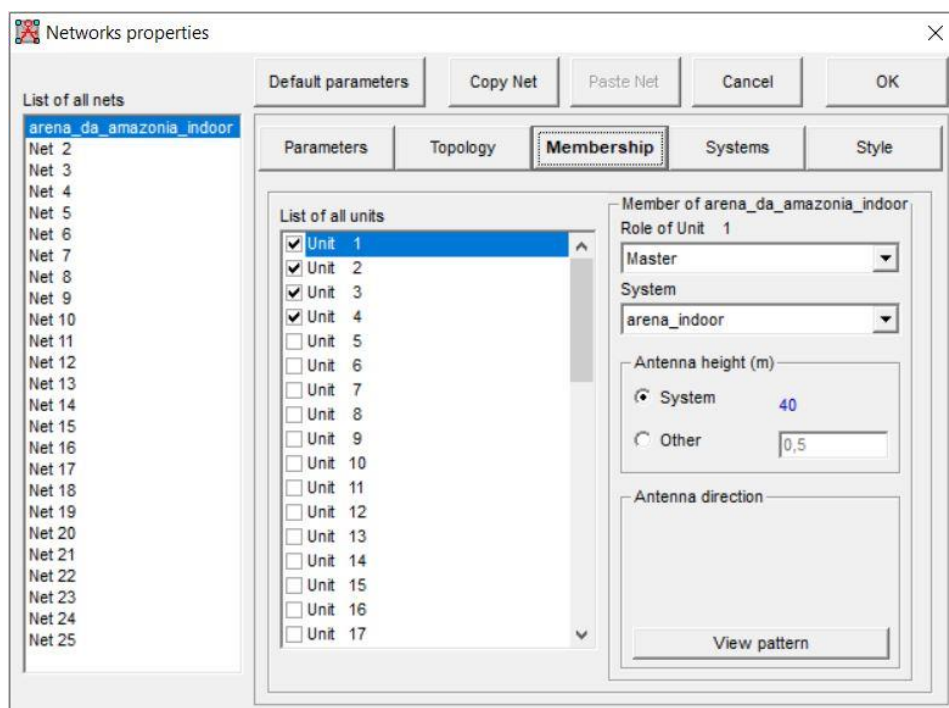 Networks properties
Default parameters
Copy Net
Paste Net
Cancel
OK
List of all nets
arena_da_amazonia_indoor
Net 2
Net 3
Net 4
Net 5
Net 6
Net 7
Net 8
Net 9
Net 10
Net 11
Net 12
Net 13
Net 14
Net 15
Net 16
Net 17
Net 18
Net 19
Net 20
Net 21
Net 22
Net 23
Net 24
Net 25
Parameters
Topology
Membership
Systems
Style
List of all units
Unit 1
Unit 2
Unit 3
Unit 4
Unit 5
Unit 6
Unit 7
Unit 8
Unit 9
Unit 10
Unit 11
Unit 12
Unit 13
Unit 14
Unit 15
Unit 16
Unit 17
Member of arena_da_amazonia_indoor
Role of Unit 1
Master
System
arena_indoor
Antenna height (m)
System 40
Other 0,5
Antenna direction
View pattern